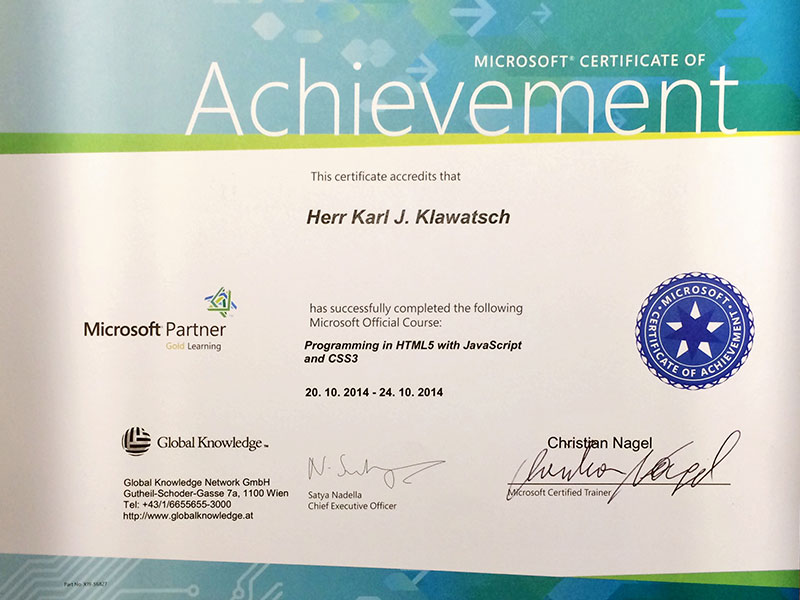 MICROSOFT® CERTIFICATE OF
Achievement
This certificate accredits that
Herr Karl J. Klawatsch
Microsoft Partner
Gold Learning
has successfully completed the following
Microsoft Official Course:
Programming in HTML5 with JavaScript
and CSS3
20. 10. 2014 - 24. 10. 2014
MICROSOFT
CERTIFICATE OF ACHIEVEMENT
Global Knowledge™
Global Knowledge Network GmbH
Gutheil-Schoder-Gasse 7a, 1100 Wien
Tel: +43/1/6655655-3000
http://www.globalknowledge.at
Satya Nadella
Chief Executive Officer
Christian Nagel
Microsoft Certified Trainer